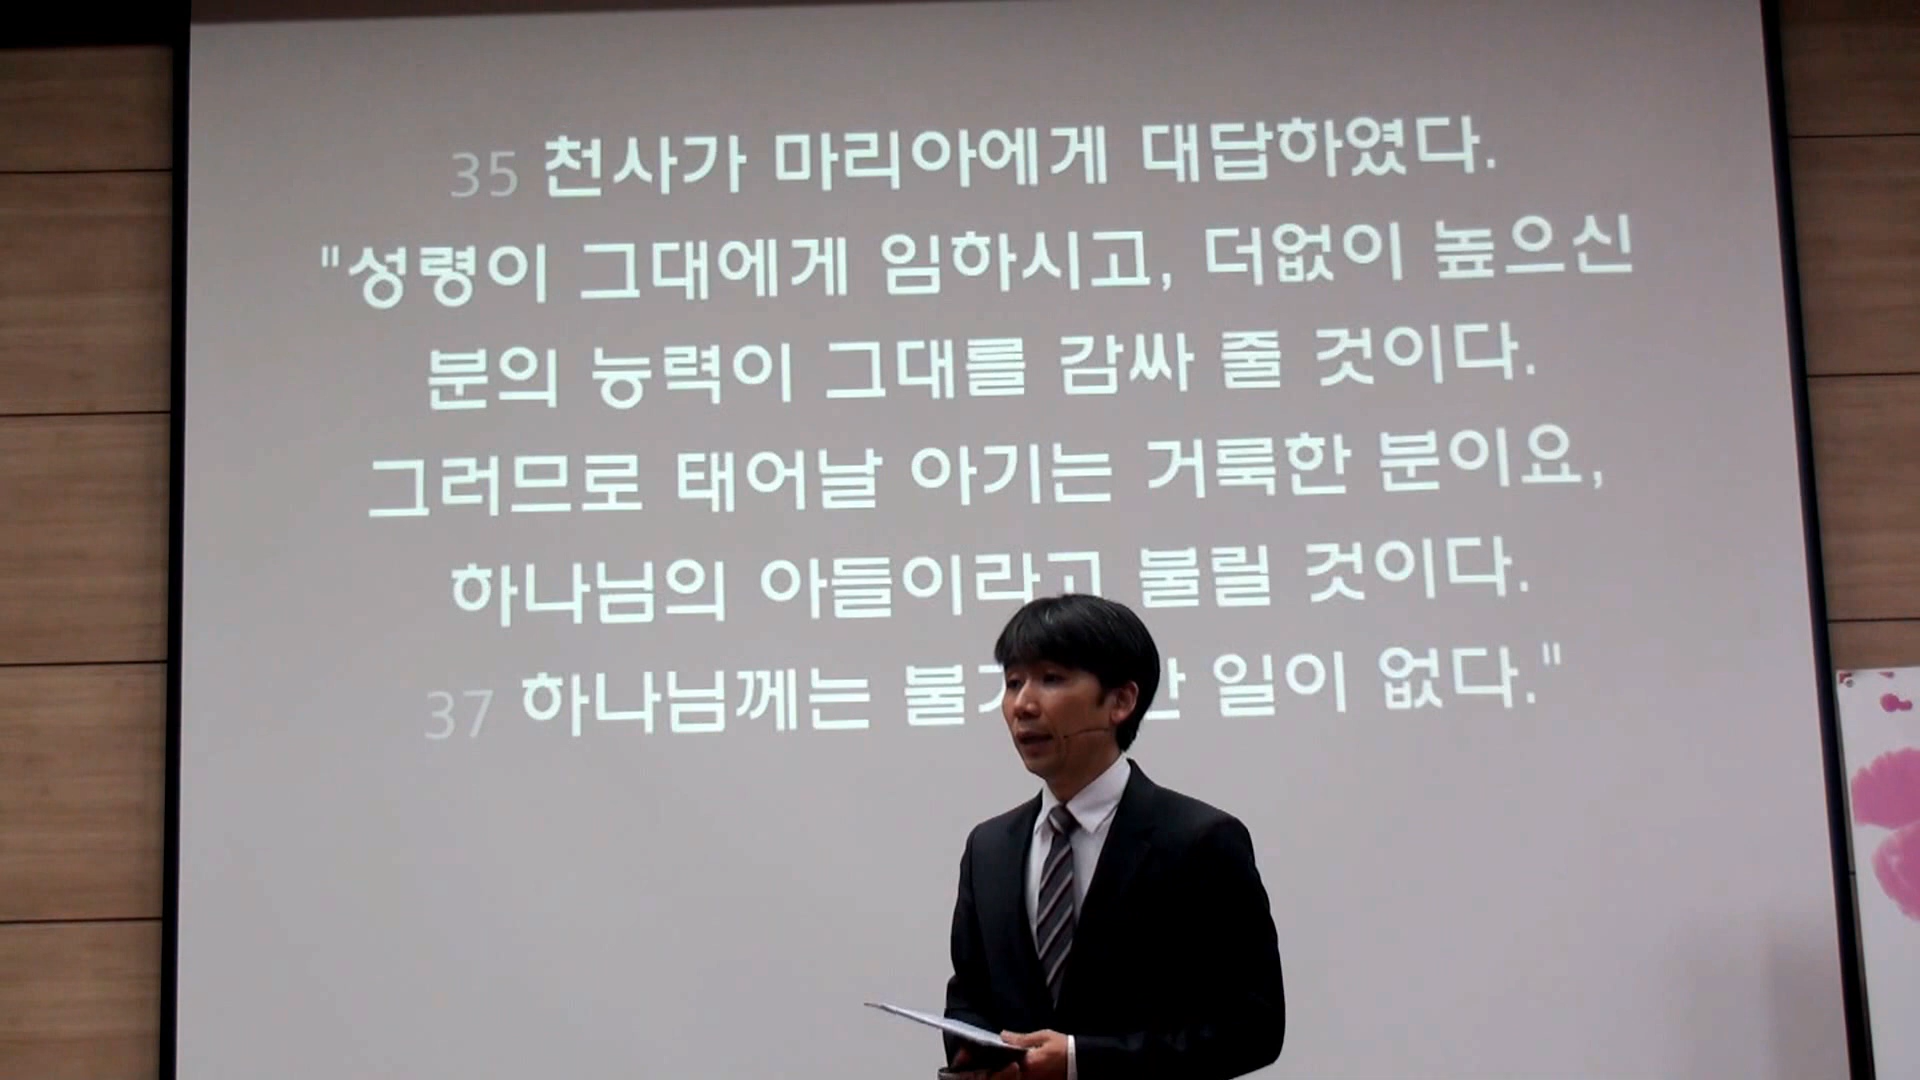 35 천사가 마리아에게 대답하였다.
"성령이 그대에게 임하시고, 더없이 높으신
분의 능력이 그대를 감싸 줄 것이다.
그러므로 태어날 아기는 거룩한 분이요,
하나님의 아들이라고 불릴 것이다.
37 하나님께는 일이 없다."